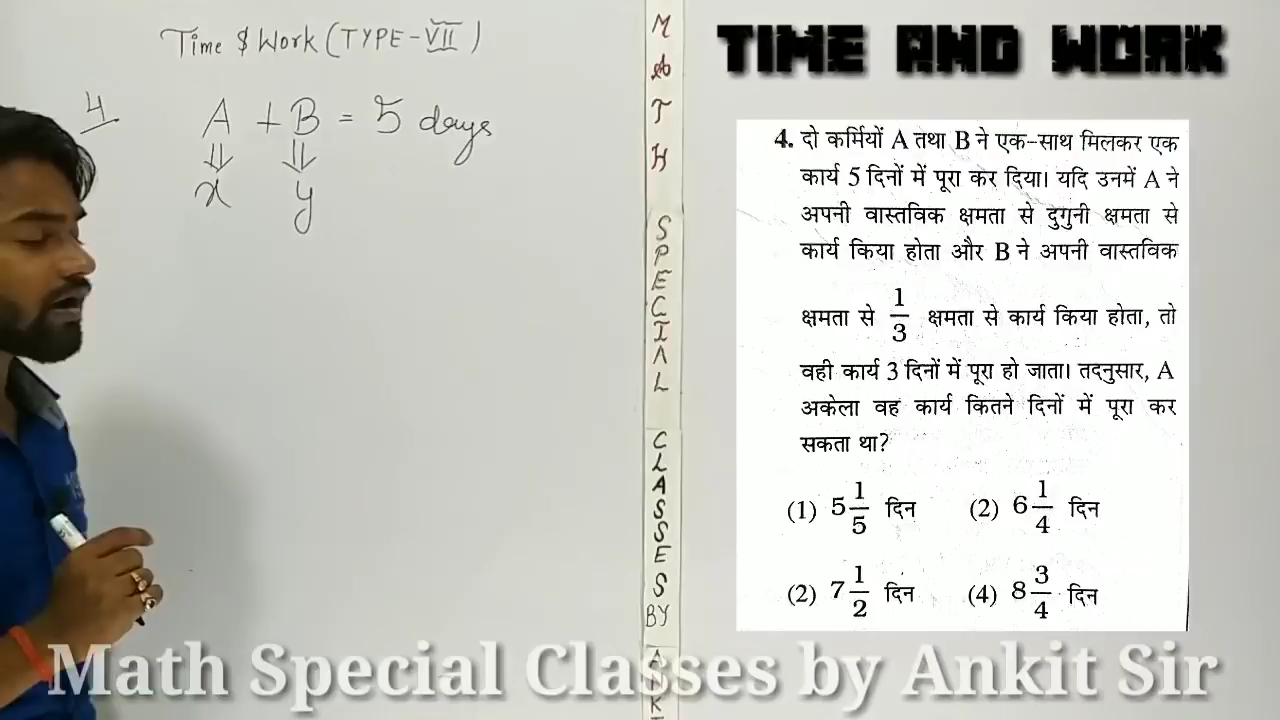 Time & Work (TYPE-VII)
4
A + B = 5 days
x y
MATH SPECIAL CLASSES BY
TIME AND WORK
4. दो कर्मियों A तथा B ने एक-साथ मिलकर एक
कार्य 5 दिनों में पूरा कर दिया। यदि उनमें A ने
अपनी वास्तविक क्षमता से दुगुनी क्षमता से
कार्य किया होता और B ने अपनी वास्तविक
क्षमता से 1/3 क्षमता से कार्य किया होता, तो
वही कार्य 3 दिनों में पूरा हो जाता। तद्नुसार, A
अकेला वह कार्य कितने दिनों में पूरा कर
सकता था?
(1) 5 1/5 दिन (2) 6 1/4 दिन
(2) 7 1/2 दिन (4) 8 3/4 दिन
Math Special Classes by Ankit Sir